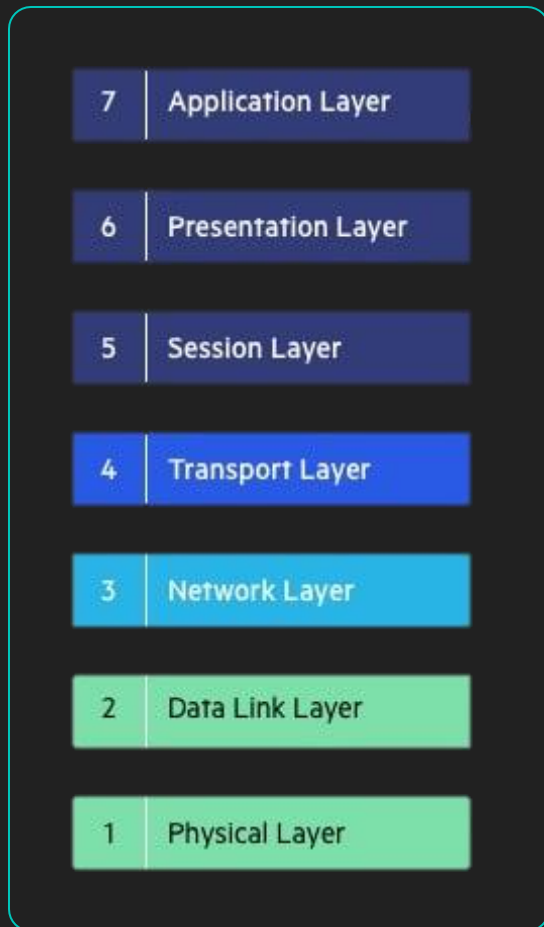 7 Application Layer
6 Presentation Layer
5 Session Layer
4 Transport Layer
3 Network Layer
2 Data Link Layer
1 Physical Layer